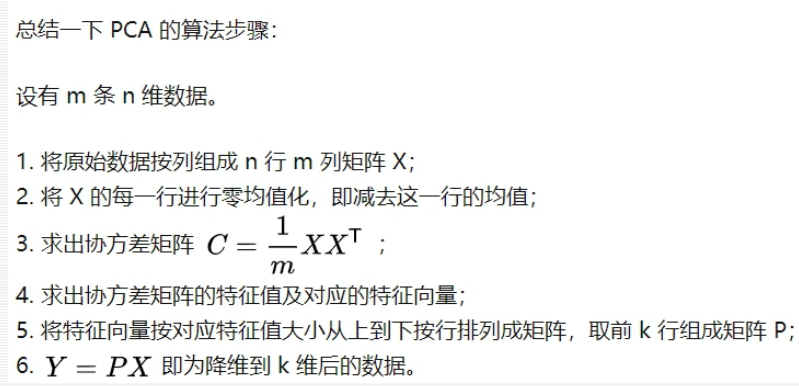 总结一下 PCA 的算法步骤：
设有 m 条 n 维数据。
1. 将原始数据按列组成 n 行 m 列矩阵 X；
2. 将 X 的每一行进行零均值化，即减去这一行的均值；
3. 求出协方差矩阵 $C = \frac{1}{m}XX^{\mathsf{T}}$ ；
4. 求出协方差矩阵的特征值及对应的特征向量；
5. 将特征向量按对应特征值大小从上到下按行排列成矩阵，取前 k 行组成矩阵 P；
6. $Y = PX$ 即为降维到 k 维后的数据。